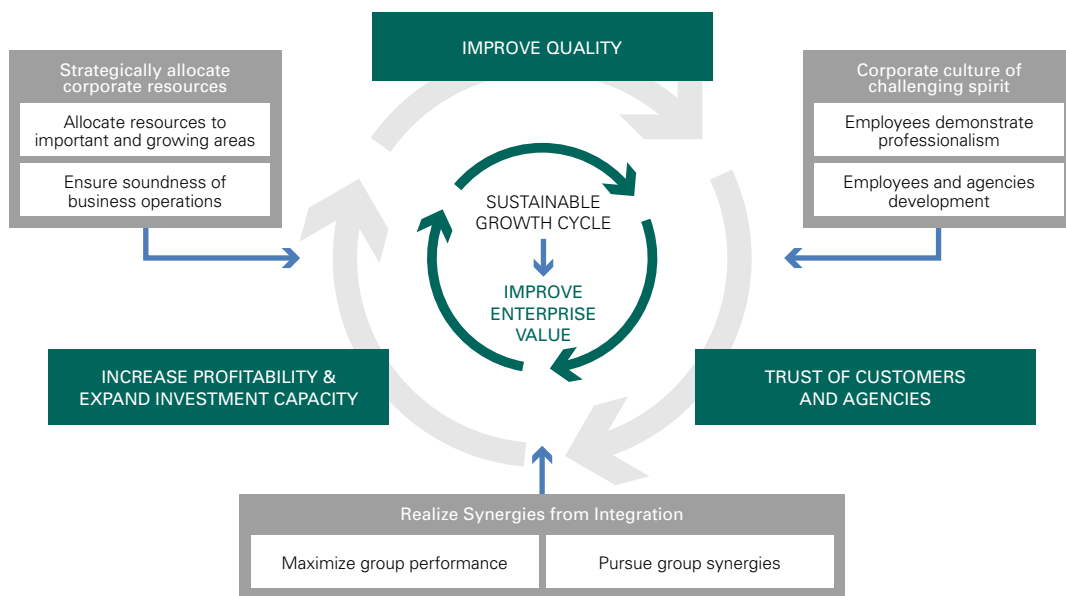 IMPROVE QUALITY
Strategically allocate
corporate resources
Allocate resources to
important and growing areas
Ensure soundness of
business operations
Corporate culture of
challenging spirit
Employees demonstrate
professionalism
Employees and agencies
development
SUSTAINABLE
GROWTH CYCLE
IMPROVE
ENTERPRISE
VALUE
INCREASE PROFITABILITY &
EXPAND INVESTMENT CAPACITY
TRUST OF CUSTOMERS
AND AGENCIES
Realize Synergies from Integration
Maximize group performance
Pursue group synergies